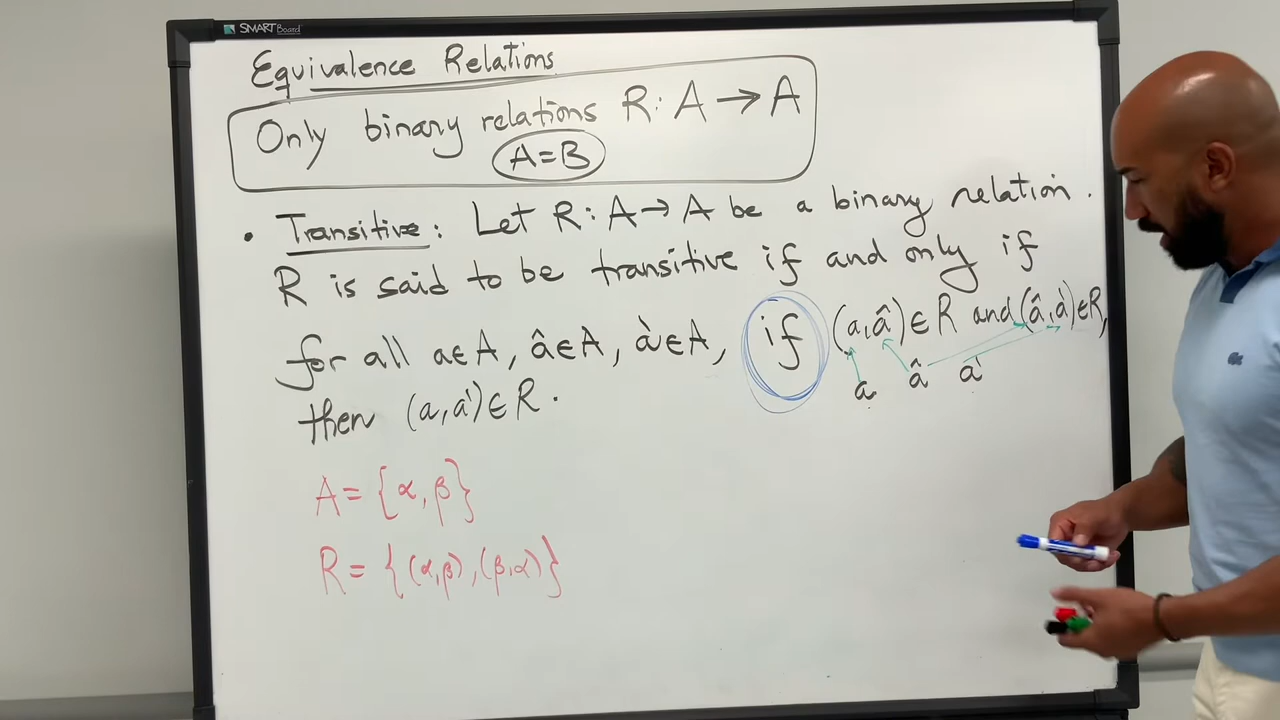 SMART Board
Equivalence Relations
Only binary relations R: A → A
A=B
• Transitive: Let R: A → A be a binary relation.
R is said to be transitive if and only if
for all a∈A, â∈A, à∈A, if (a,â)∈R and (â,à)∈R,
a â à
then (a,à)∈R.
A = {α, β}
R = {(α,β), (β,α)}